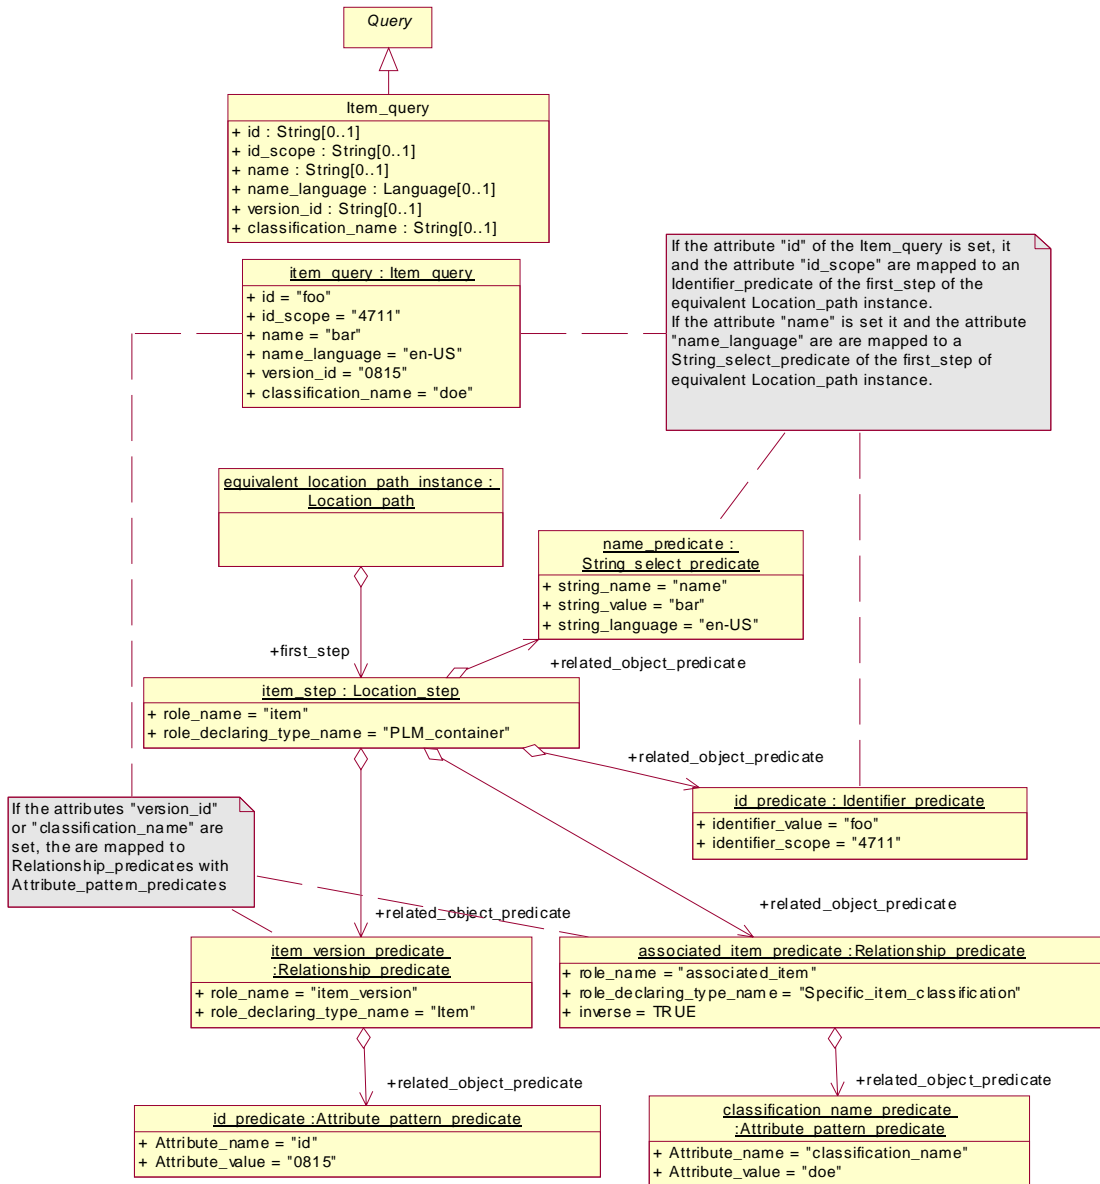 Query
Item_query
+ id : String[0..1]
+ id_scope : String[0..1]
+ name : String[0..1]
+ name_language : Language[0..1]
+ version_id : String[0..1]
+ classification_name : String[0..1]
item_query : Item_query
+ id = "foo"
+ id_scope = "4711"
+ name = "bar"
+ name_language = "en-US"
+ version_id = "0815"
+ classification_name = "doe"
If the attribute "id" of the Item_query is set, it
and the attribute "id_scope" are mapped to an
Identifier_predicate of the first_step of the
equivalent Location_path instance.
If the attribute "name" is set it and the attribute
"name_language" are are mapped to a
String_select_predicate of the first_step of
equivalent Location_path instance.
equivalent_location_path_instance :
Location_path
name_predicate :
String_select_predicate
+ string_name = "name"
+ string_value = "bar"
+ string_language = "en-US"
+first_step
+related_object_predicate
item_step : Location_step
+ role_name = "item"
+ role_declaring_type_name = "PLM_container"
+related_object_predicate
id_predicate : Identifier_predicate
+ identifier_value = "foo"
+ identifier_scope = "4711"
If the attributes "version_id"
or "classification_name" are
set, the are mapped to
Relationship_predicates with
Attribute_pattern_predicates
+related_object_predicate
+related_object_predicate
item_version_predicate
:Relationship_predicate
+ role_name = "item_version"
+ role_declaring_type_name = "Item"
associated_item_predicate :Relationship_predicate
+ role_name = "associated_item"
+ role_declaring_type_name = "Specific_item_classification"
+ inverse = TRUE
+related_object_predicate
+related_object_predicate
id_predicate :Attribute_pattern_predicate
+ Attribute_name = "id"
+ Attribute_value = "0815"
classification_name_predicate
:Attribute_pattern_predicate
+ Attribute_name = "classification_name"
+ Attribute_value = "doe"